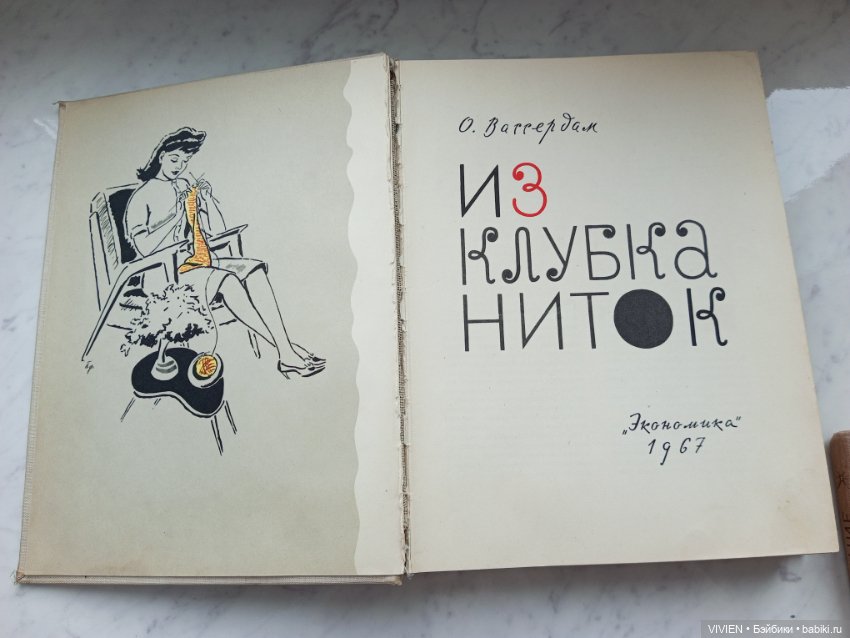 О. Вассердам
ИЗ
КЛУБКА
НИТОК
„Экономика“
1967
VIVIEN • Бэйбики • babiki.ru